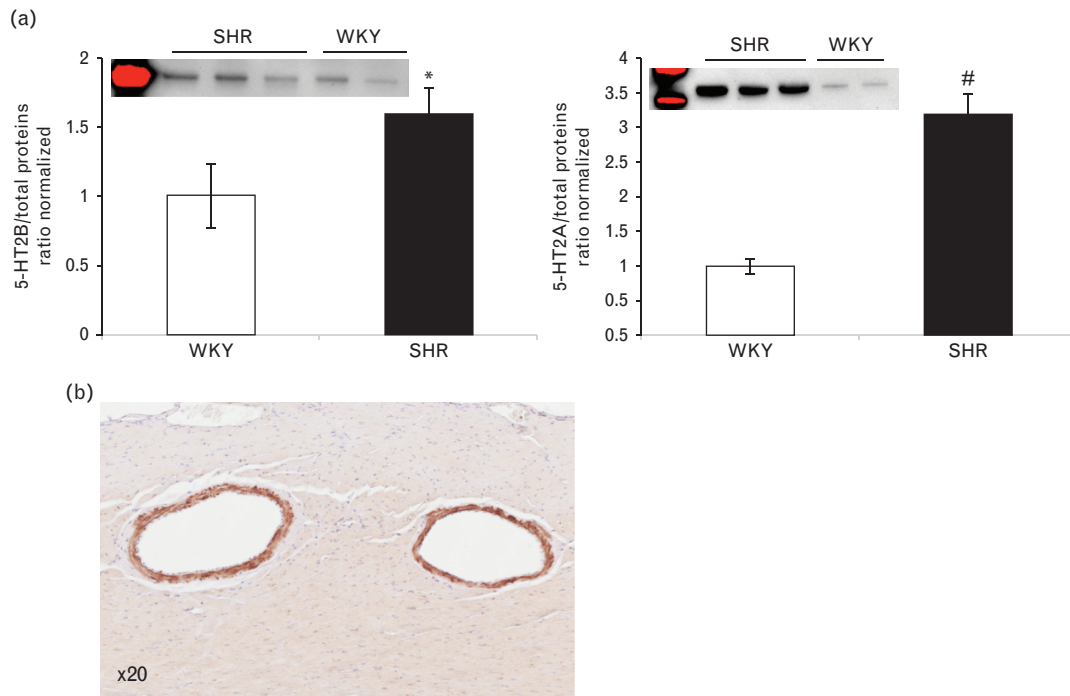 (a)
SHR WKY
2
1.5
1
0.5
0
5-HT2B/total proteins
ratio normalized
*
WKY SHR
SHR WKY
4
3.5
3
2.5
2
1.5
1
0.5
5-HT2A/total proteins
ratio normalized
#
WKY SHR
(b)
x20